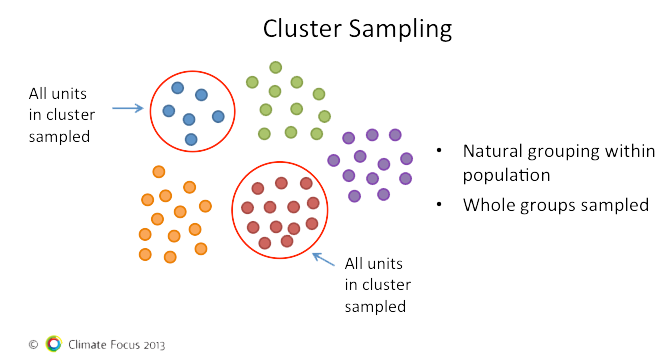 Cluster Sampling
All units
in cluster
sampled
• Natural grouping within
population
• Whole groups sampled
All units
in cluster
sampled
© Climate Focus 2013